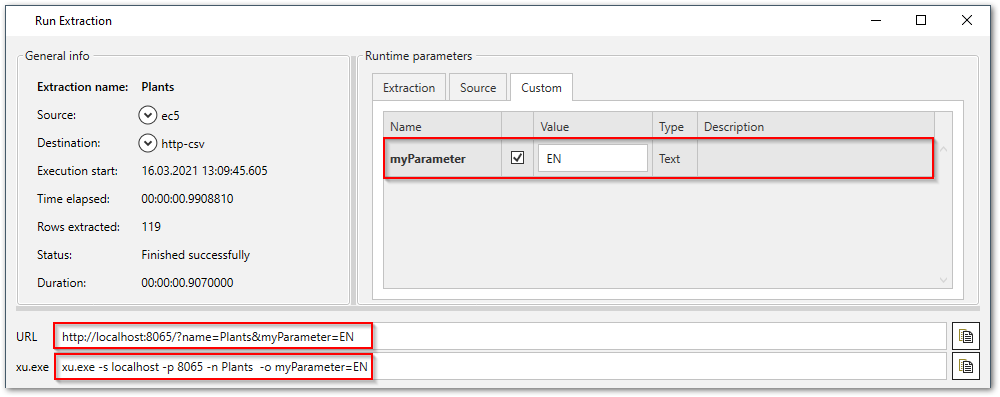 Run Extraction
General info
Extraction name: Plants
Source: ec5
Destination: http-csv
Execution start: 16.03.2021 13:09:45.605
Time elapsed: 00:00:00.9908810
Rows extracted: 119
Status: Finished successfully
Duration: 00:00:00.9070000
Runtime parameters
Extraction Source Custom
Name Value Type Description
myParameter EN Text
URL http://localhost:8065/?name=Plants&myParameter=EN
xu.exe xu.exe -s localhost -p 8065 -n Plants  -o myParameter=EN